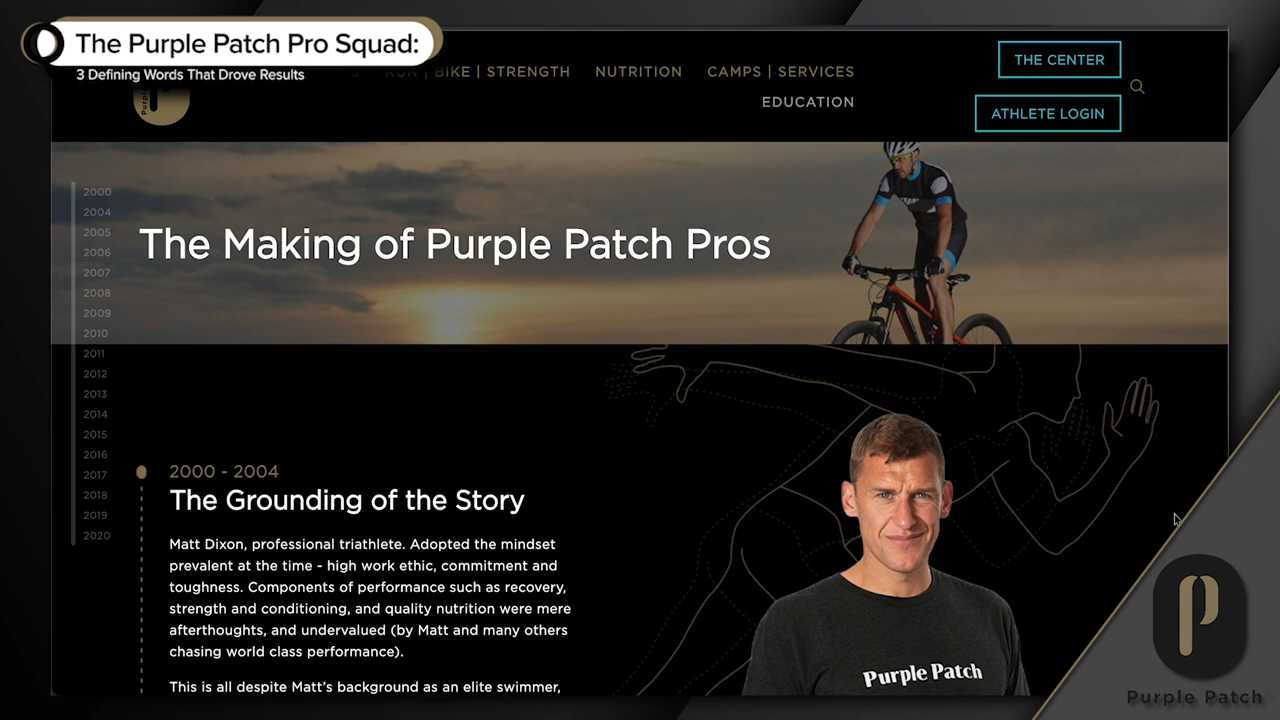 The Purple Patch Pro Squad:
3 Defining Words That Drove Results
RUN | BIKE | STRENGTH
NUTRITION
CAMPS | SERVICES
EDUCATION
THE CENTER
ATHLETE LOGIN
Purple
2000
2004
2005
2006
2007
2008
2009
2010
2011
2012
2013
2014
2015
2016
2017
2018
2019
2020
The Making of Purple Patch Pros
2000 - 2004
The Grounding of the Story
Matt Dixon, professional triathlete. Adopted the mindset
prevalent at the time - high work ethic, commitment and
toughness. Components of performance such as recovery,
strength and conditioning, and quality nutrition were mere
afterthoughts, and undervalued (by Matt and many others
chasing world class performance).
This is all despite Matt's background as an elite swimmer,
Purple Patch
Purple Patch